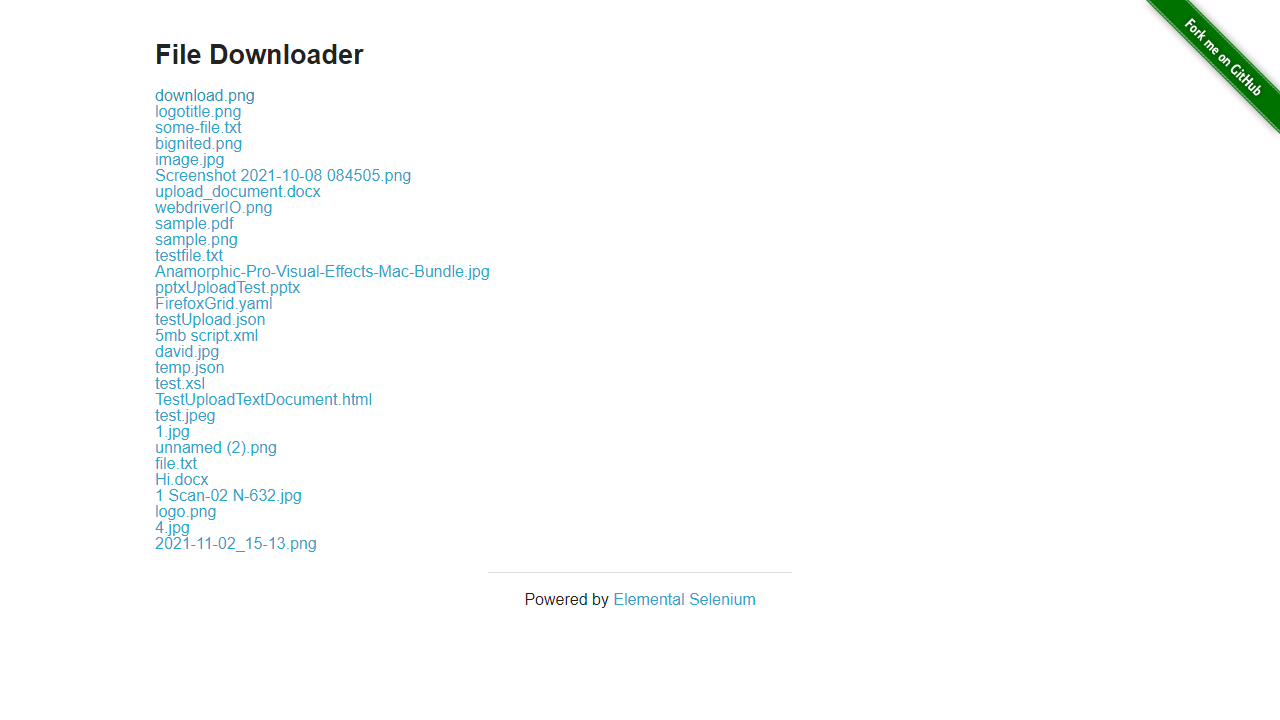 File Downloader
Fork me on GitHub
download.png
logotitle.png
some-file.txt
bignited.png
image.jpg
Screenshot 2021-10-08 084505.png
upload_document.docx
webdriverIO.png
sample.pdf
sample.png
testfile.txt
Anamorphic-Pro-Visual-Effects-Mac-Bundle.jpg
pptxUploadTest.pptx
FirefoxGrid.yaml
testUpload.json
5mb script.xml
david.jpg
temp.json
test.xsl
TestUploadTextDocument.html
test.jpeg
1.jpg
unnamed (2).png
file.txt
Hi.docx
1 Scan-02 N-632.jpg
logo.png
4.jpg
2021-11-02_15-13.png
Powered by Elemental Selenium